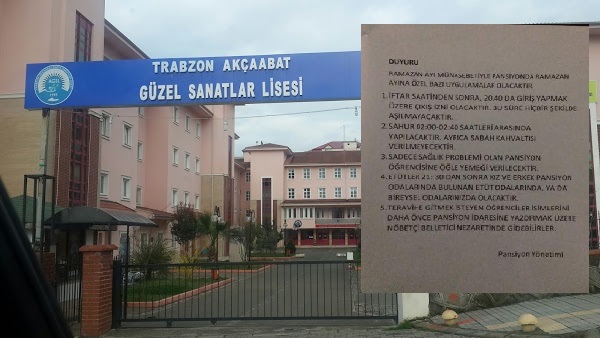 TRABZON AKÇAABAT
GÜZEL SANATLAR LİSESİ
DUYURU
RAMAZAN AYI MÜNASEBETİYLE PANSİYONDA RAMAZAN
AYINA ÖZEL BAZI UYGULAMALAR OLACAKTIR.
1. İFTAR SAATİNDEN SONRA, 20:40 DA GİRİŞ YAPMAK
ÜZERE ÇIKIŞ İZNİ OLACAKTIR. BU SÜRE HİÇBİR ŞEKİLDE
AŞILMAYACAKTIR.
2. SAHUR 02:00-02:40 SAATLERİ ARASINDA
YAPILACAKTIR. AYRICA SABAH KAHVALTISI
VERİLMEYECEKTİR.
3. SADECE SAĞLIK PROBLEMİ OLAN PANSİYON
ÖĞRENCİSİNE ÖĞLE YEMEĞİ VERİLECEKTİR.
4. ETÜTLER 21: DAN SONRA KIZ VE ERKEK PANSİYON
ODALARINDA BULUNAN ETÜT ODALARINDA, YA DA
BİREYSEL ODALARINIZDA OLACAKTIR.
5. TERAVİHE GİTMEK İSTEYEN ÖĞRENCİLER İSİMLERİNİ
DAHA ÖNCE PANSİYON İDARESİNE YAZDIRMAK ÜZERE
NÖBETÇİ BELLETİCİ NEZARETİNDE GİDEBİLİRLER.
Pansiyon Yönetimi